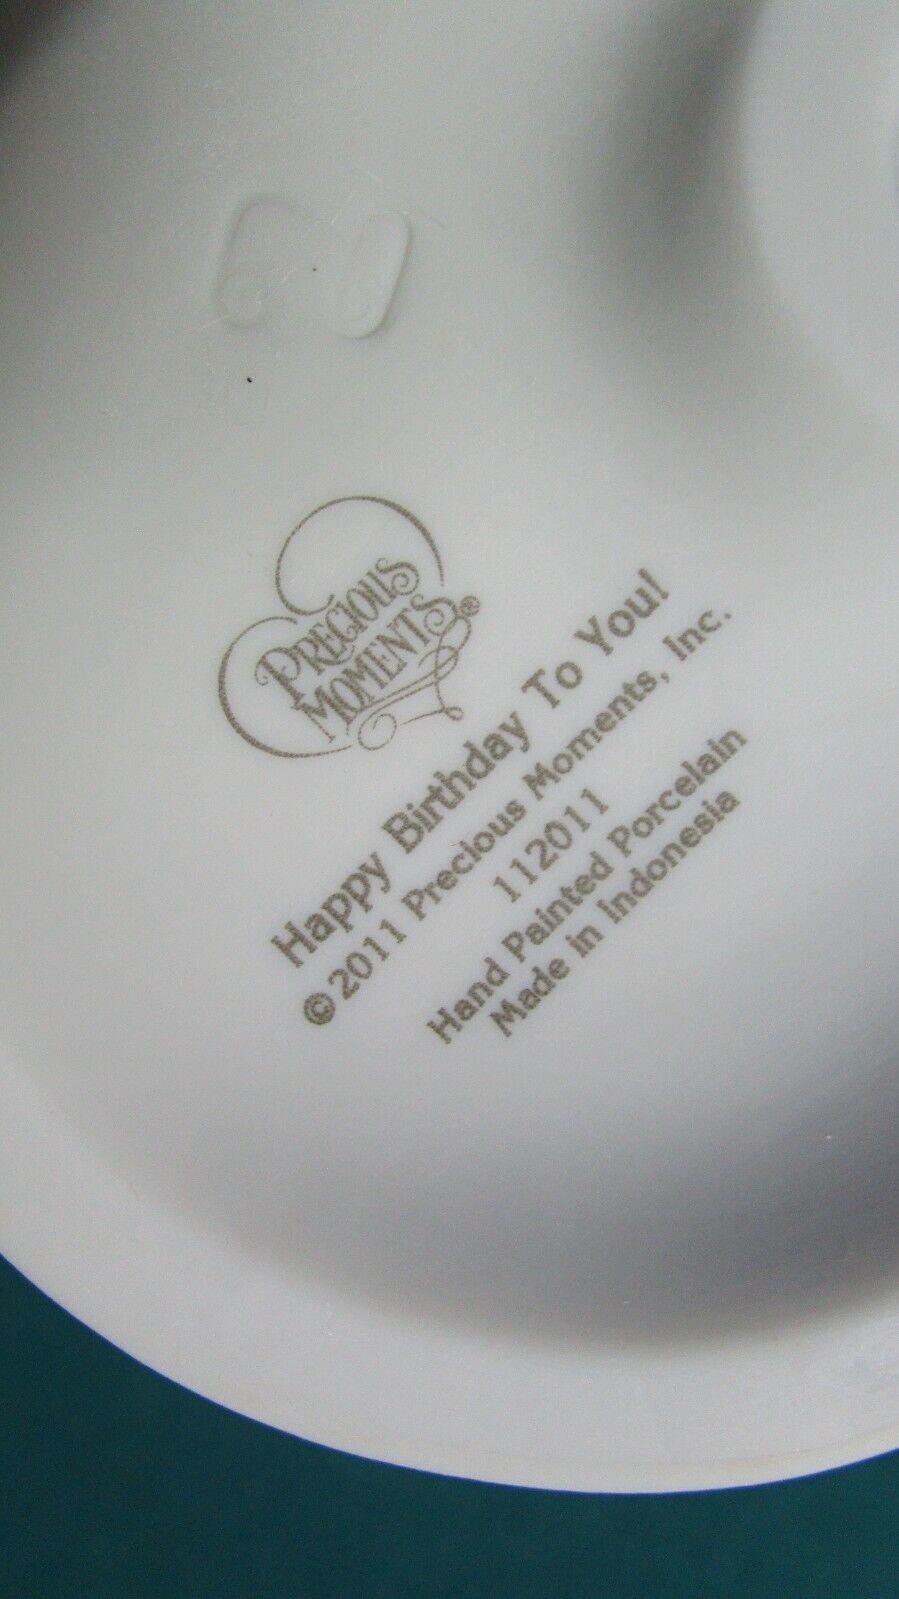 PRECIOUS
MOMENTS®
Happy Birthday To You!
©2011 Precious Moments, Inc.
112011
Hand Painted Porcelain
Made in Indonesia